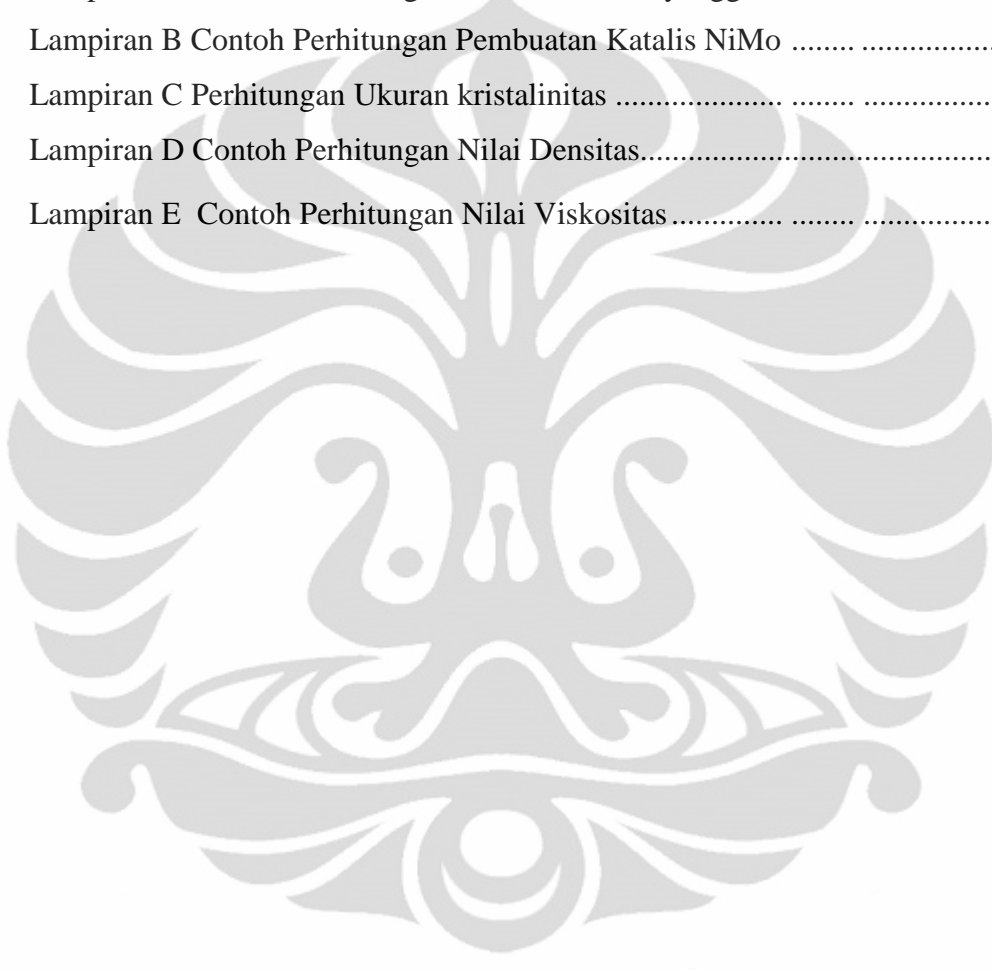 Lampiran B Contoh Perhitungan Pembuatan Katalis NiMo ........ .................
Lampiran C Perhitungan Ukuran kristalinitas ..................... ........ .................
Lampiran D Contoh Perhitungan Nilai Densitas.............................................
Lampiran E  Contoh Perhitungan Nilai Viskositas .............. ........ .................